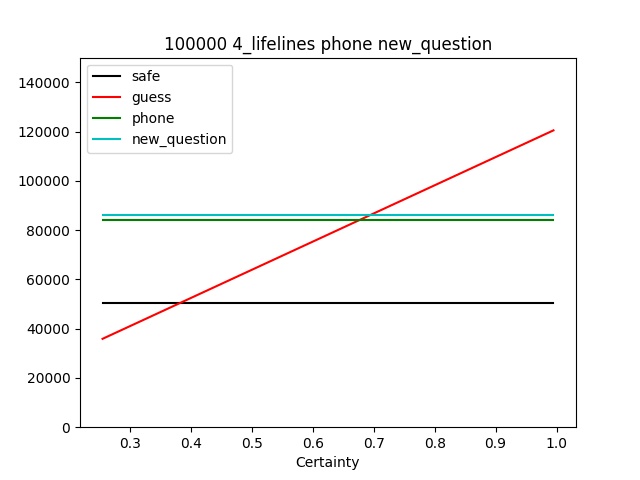 100000 4_lifelines phone new_question
safe
guess
phone
new_question
140000
120000
100000
80000
60000
40000
20000
0
0.3 0.4 0.5 0.6 0.7 0.8 0.9 1.0
Certainty